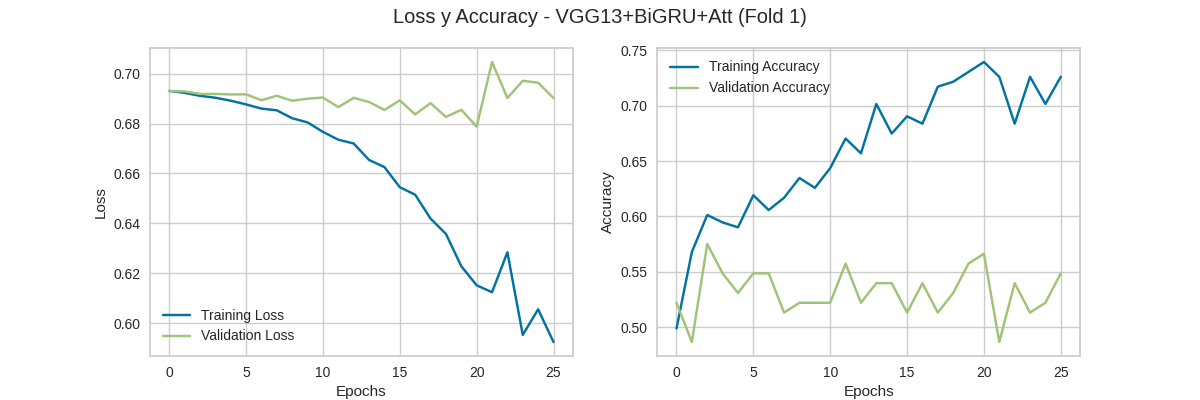 Loss y Accuracy - VGG13+BiGRU+Att (Fold 1)
0.70
0.68
0.66
0.64
0.62
0.60
Loss
Training Loss
Validation Loss
0 5 10 15 20 25
Epochs
0.75
0.70
0.65
0.60
0.55
0.50
Accuracy
Training Accuracy
Validation Accuracy
0 5 10 15 20 25
Epochs